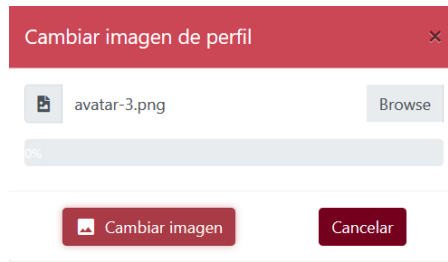 Cambiar imagen de perfil ×
avatar-3.png Browse
0%
Cambiar imagen Cancelar